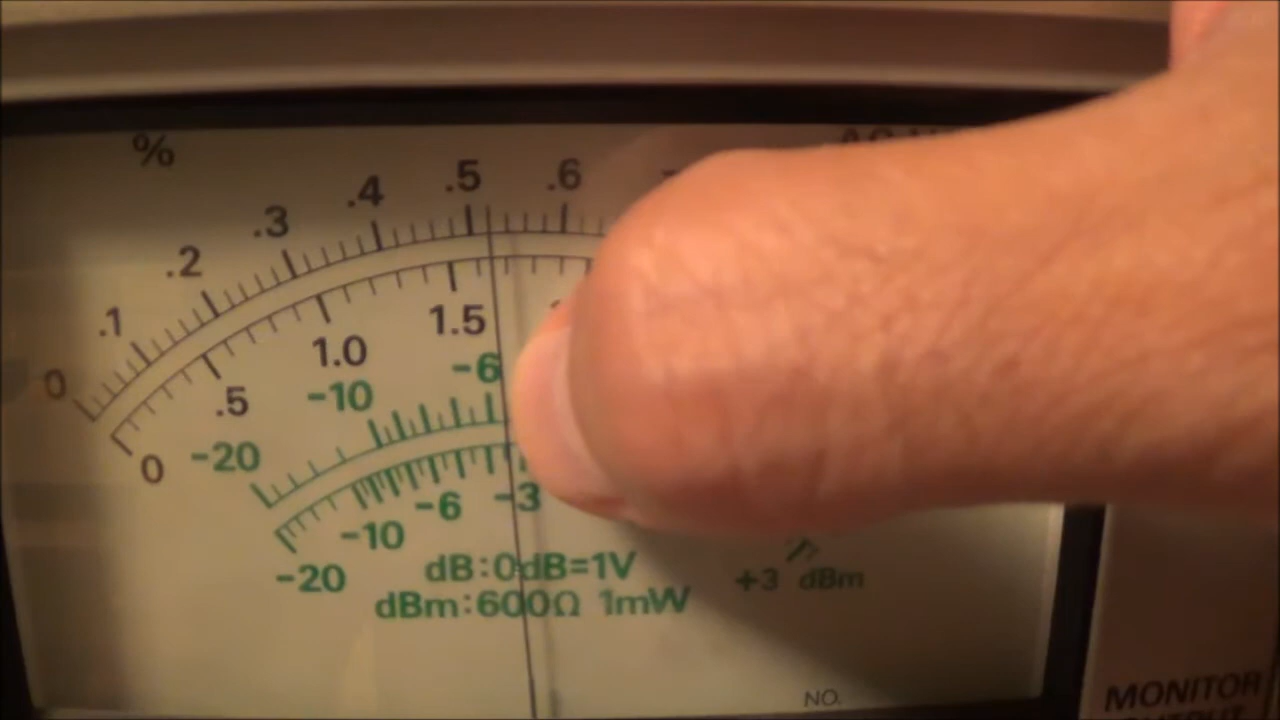 %
0 .1 .2 .3 .4 .5 .6
0 .5 1.0 1.5
-20 -10 -6
-20 -10 -6 -3
dB:0dB=1V
dBm:600Ω 1mW
+3 dBm
NO.
MONITOR